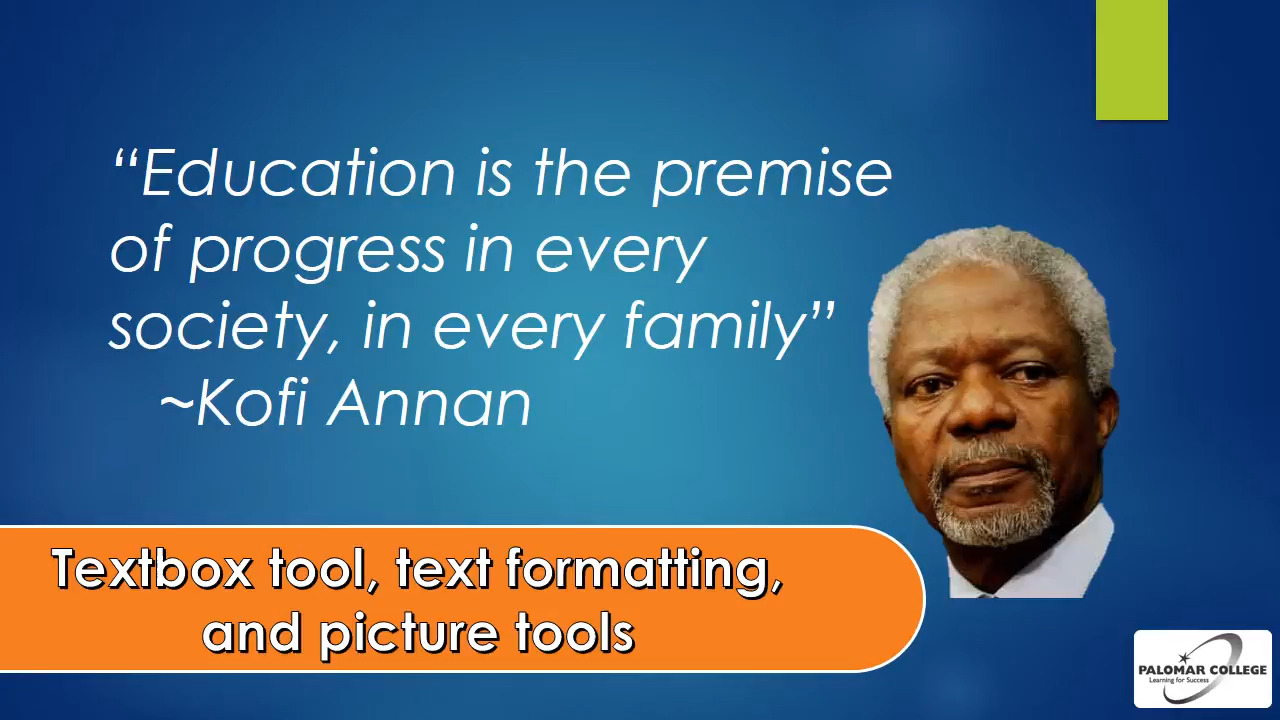 “Education is the premise
of progress in every
society, in every family”
~Kofi Annan
Textbox tool, text formatting,
and picture tools
PALOMAR COLLEGE
Learning for Success